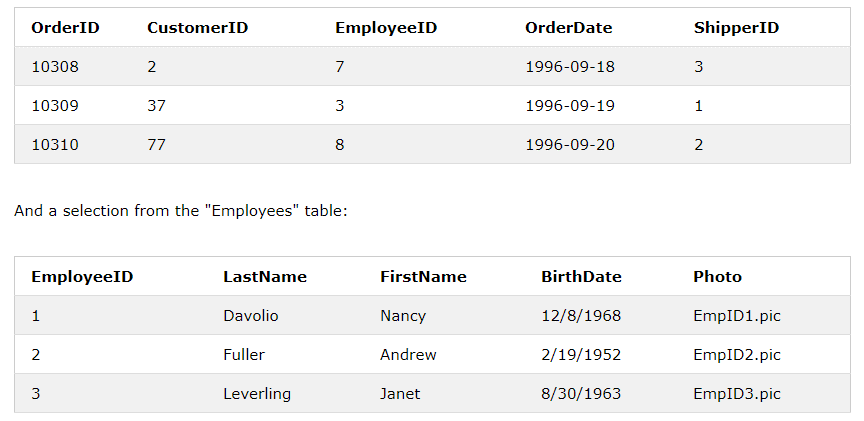 OrderID CustomerID EmployeeID OrderDate ShipperID
10308 2 7 1996-09-18 3
10309 37 3 1996-09-19 1
10310 77 8 1996-09-20 2
And a selection from the "Employees" table:
EmployeeID LastName FirstName BirthDate Photo
1 Davolio Nancy 12/8/1968 EmpID1.pic
2 Fuller Andrew 2/19/1952 EmpID2.pic
3 Leverling Janet 8/30/1963 EmpID3.pic